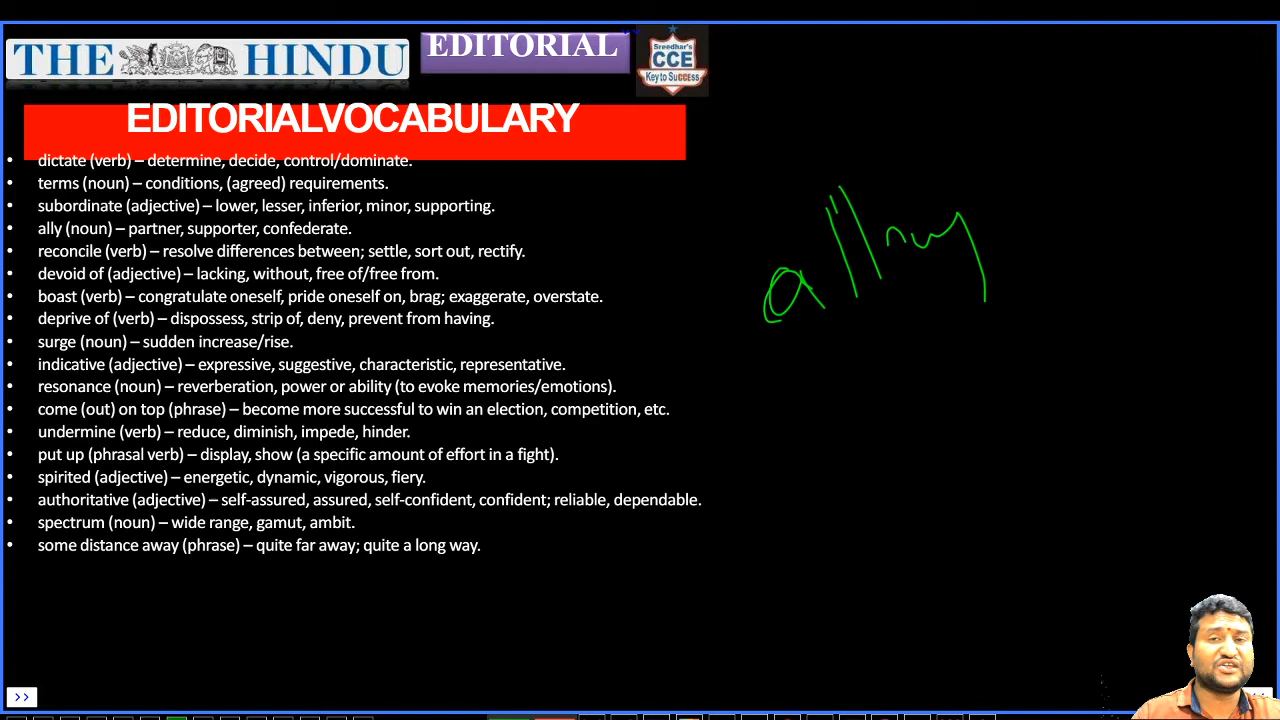 THE HINDU
EDITORIAL
Sreedhar's
CCE
Key to Success
EDITORIALVOCABULARY
• dictate (verb) – determine, decide, control/dominate.
• terms (noun) – conditions, (agreed) requirements.
• subordinate (adjective) – lower, lesser, inferior, minor, supporting.
• ally (noun) – partner, supporter, confederate.
• reconcile (verb) – resolve differences between; settle, sort out, rectify.
• devoid of (adjective) – lacking, without, free of/free from.
• boast (verb) – congratulate oneself, pride oneself on, brag; exaggerate, overstate.
• deprive of (verb) – dispossess, strip of, deny, prevent from having.
• surge (noun) – sudden increase/rise.
• indicative (adjective) – expressive, suggestive, characteristic, representative.
• resonance (noun) – reverberation, power or ability (to evoke memories/emotions).
• come (out) on top (phrase) – become more successful to win an election, competition, etc.
• undermine (verb) – reduce, diminish, impede, hinder.
• put up (phrasal verb) – display, show (a specific amount of effort in a fight).
• spirited (adjective) – energetic, dynamic, vigorous, fiery.
• authoritative (adjective) – self-assured, assured, self-confident, confident; reliable, dependable.
• spectrum (noun) – wide range, gamut, ambit.
• some distance away (phrase) – quite far away; quite a long way.
>>